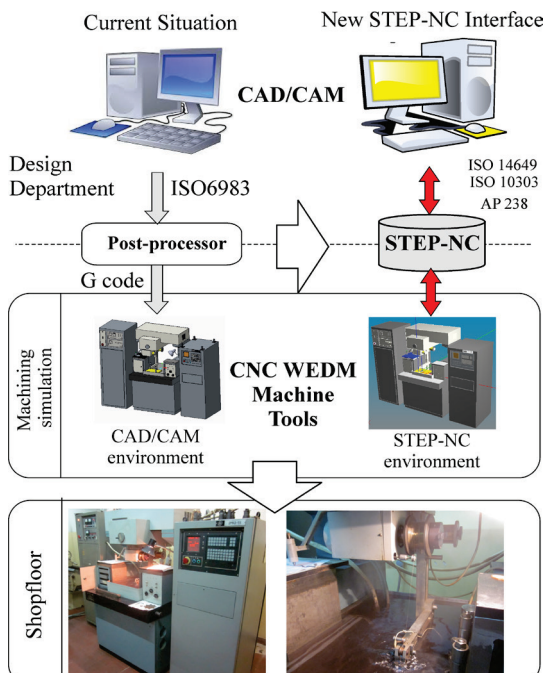 Current Situation
New STEP-NC Interface
CAD/CAM
Design
Department
ISO6983
ISO 14649
ISO 10303
AP 238
Post-processor
STEP-NC
G code
Machining
simulation
CNC WEDM
Machine
Tools
CAD/CAM
environment
STEP-NC
environment
Shopfloor